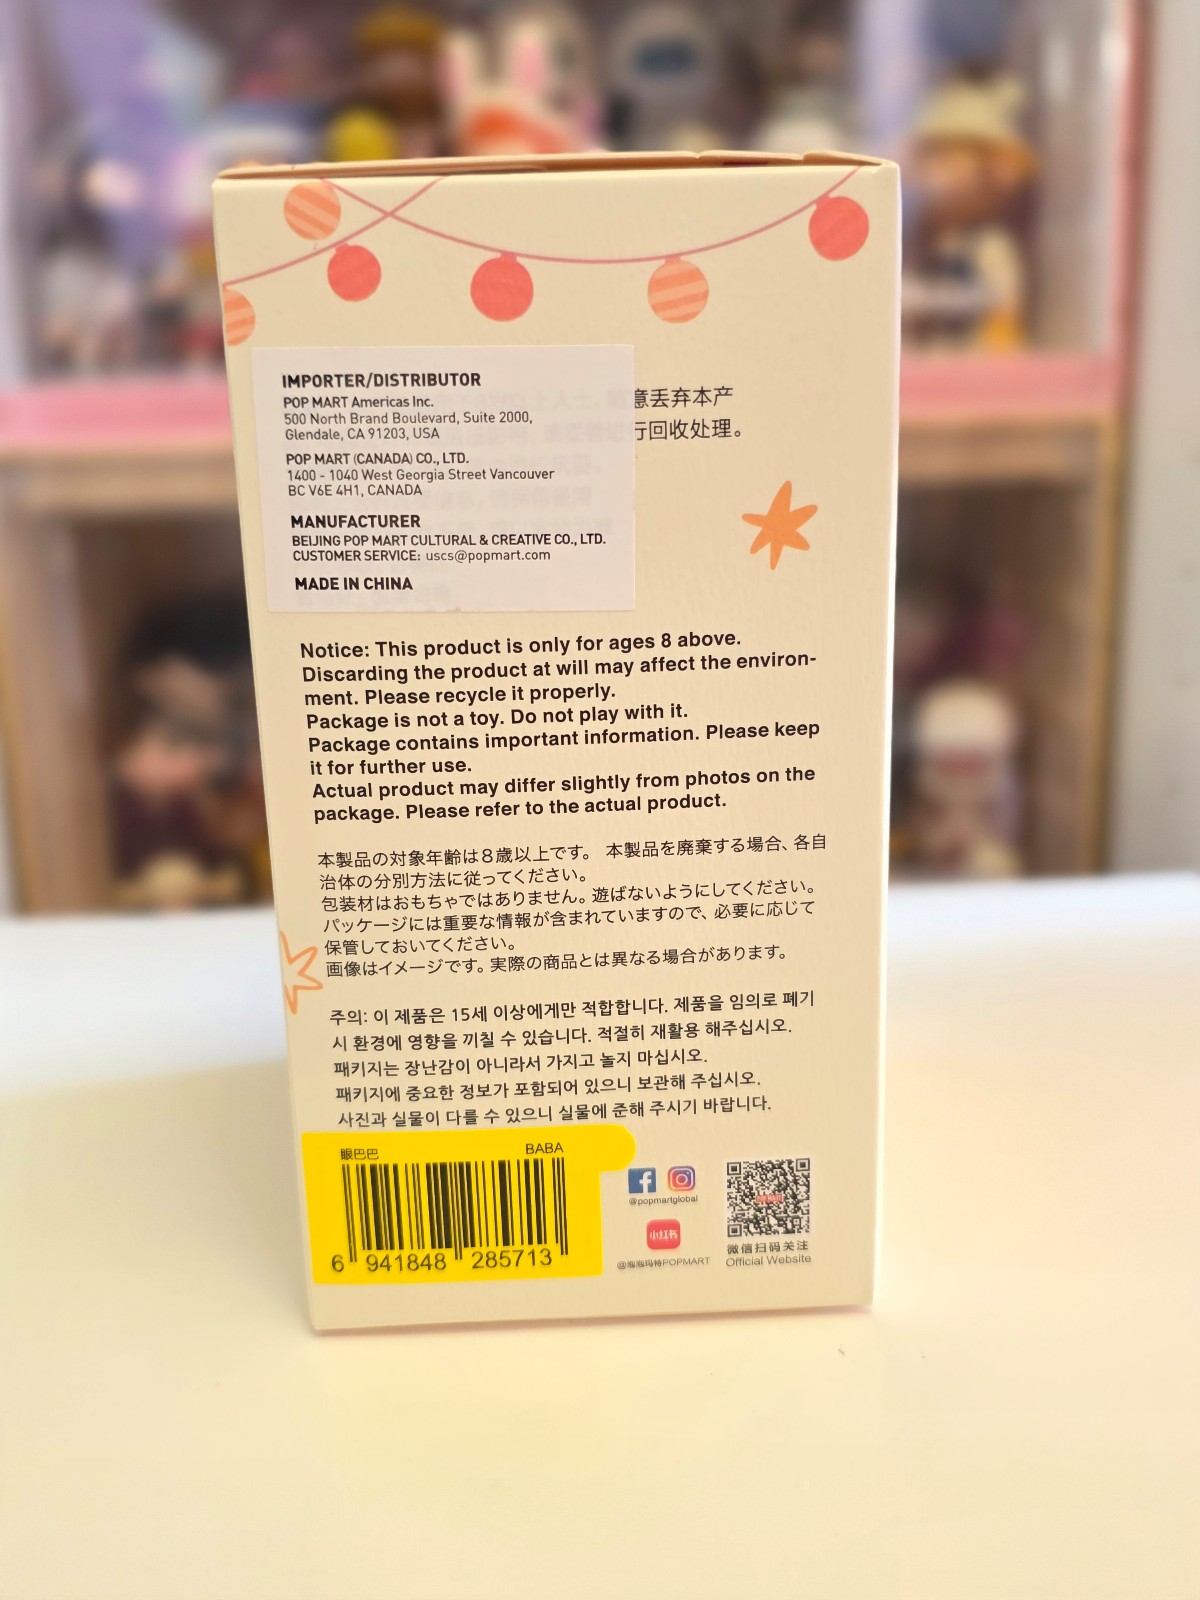 IMPORTER/DISTRIBUTOR
POP MART Americas Inc.
500 North Brand Boulevard, Suite 2000,
Glendale, CA 91203, USA
POP MART (CANADA) CO., LTD.
1400 - 1040 West Georgia Street Vancouver
BC V6E 4H1, CANADA
MANUFACTURER
BEIJING POP MART CULTURAL & CREATIVE CO., LTD.
CUSTOMER SERVICE: uscs@popmart.com
MADE IN CHINA
意丢弃本产
行回收处理。
Notice: This product is only for ages 8 above.
Discarding the product at will may affect the environ-
ment. Please recycle it properly.
Package is not a toy. Do not play with it.
Package contains important information. Please keep
it for further use.
Actual product may differ slightly from photos on the
package. Please refer to the actual product.
本製品の対象年齢は8歳以上です。 本製品を廃棄する場合、各自
治体の分別方法に従ってください。
包装材はおもちゃではありません。遊ばないようにしてください。
パッケージには重要な情報が含まれていますので、必要に応じて
保管しておいてください。
画像はイメージです。実際の商品とは異なる場合があります。
주의: 이 제품은 15세 이상에게만 적합합니다. 제품을 임의로 폐기
시 환경에 영향을 끼칠 수 있습니다. 적절히 재활용 해주십시오.
패키지는 장난감이 아니라서 가지고 놀지 마십시오.
패키지에 중요한 정보가 포함되어 있으니 보관해 주십시오.
사진과 실물이 다를 수 있으니 실물에 준해 주시기 바랍니다.
眼巴巴 BABA
6 941848 285713
@popmartglobal
小红书
@泡泡玛特POPMART
微信扫码关注
Official Website